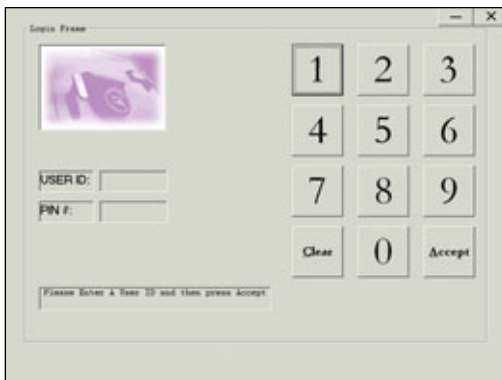 Login Frame
1 2 3
4 5 6
7 8 9
Clear 0 Accept
USER ID:
PIN #:
Please Enter A User ID and then press Accept